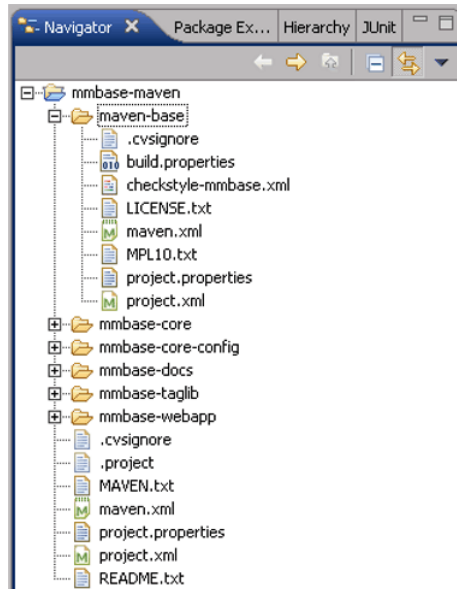 Navigator Package Ex... Hierarchy JUnit
mmbase-maven
maven-base
.cvsignore
build.properties
checkstyle-mmbase.xml
LICENSE.txt
maven.xml
MPL10.txt
project.properties
project.xml
mmbase-core
mmbase-core-config
mmbase-docs
mmbase-taglib
mmbase-webapp
.cvsignore
.project
MAVEN.txt
maven.xml
project.properties
project.xml
README.txt